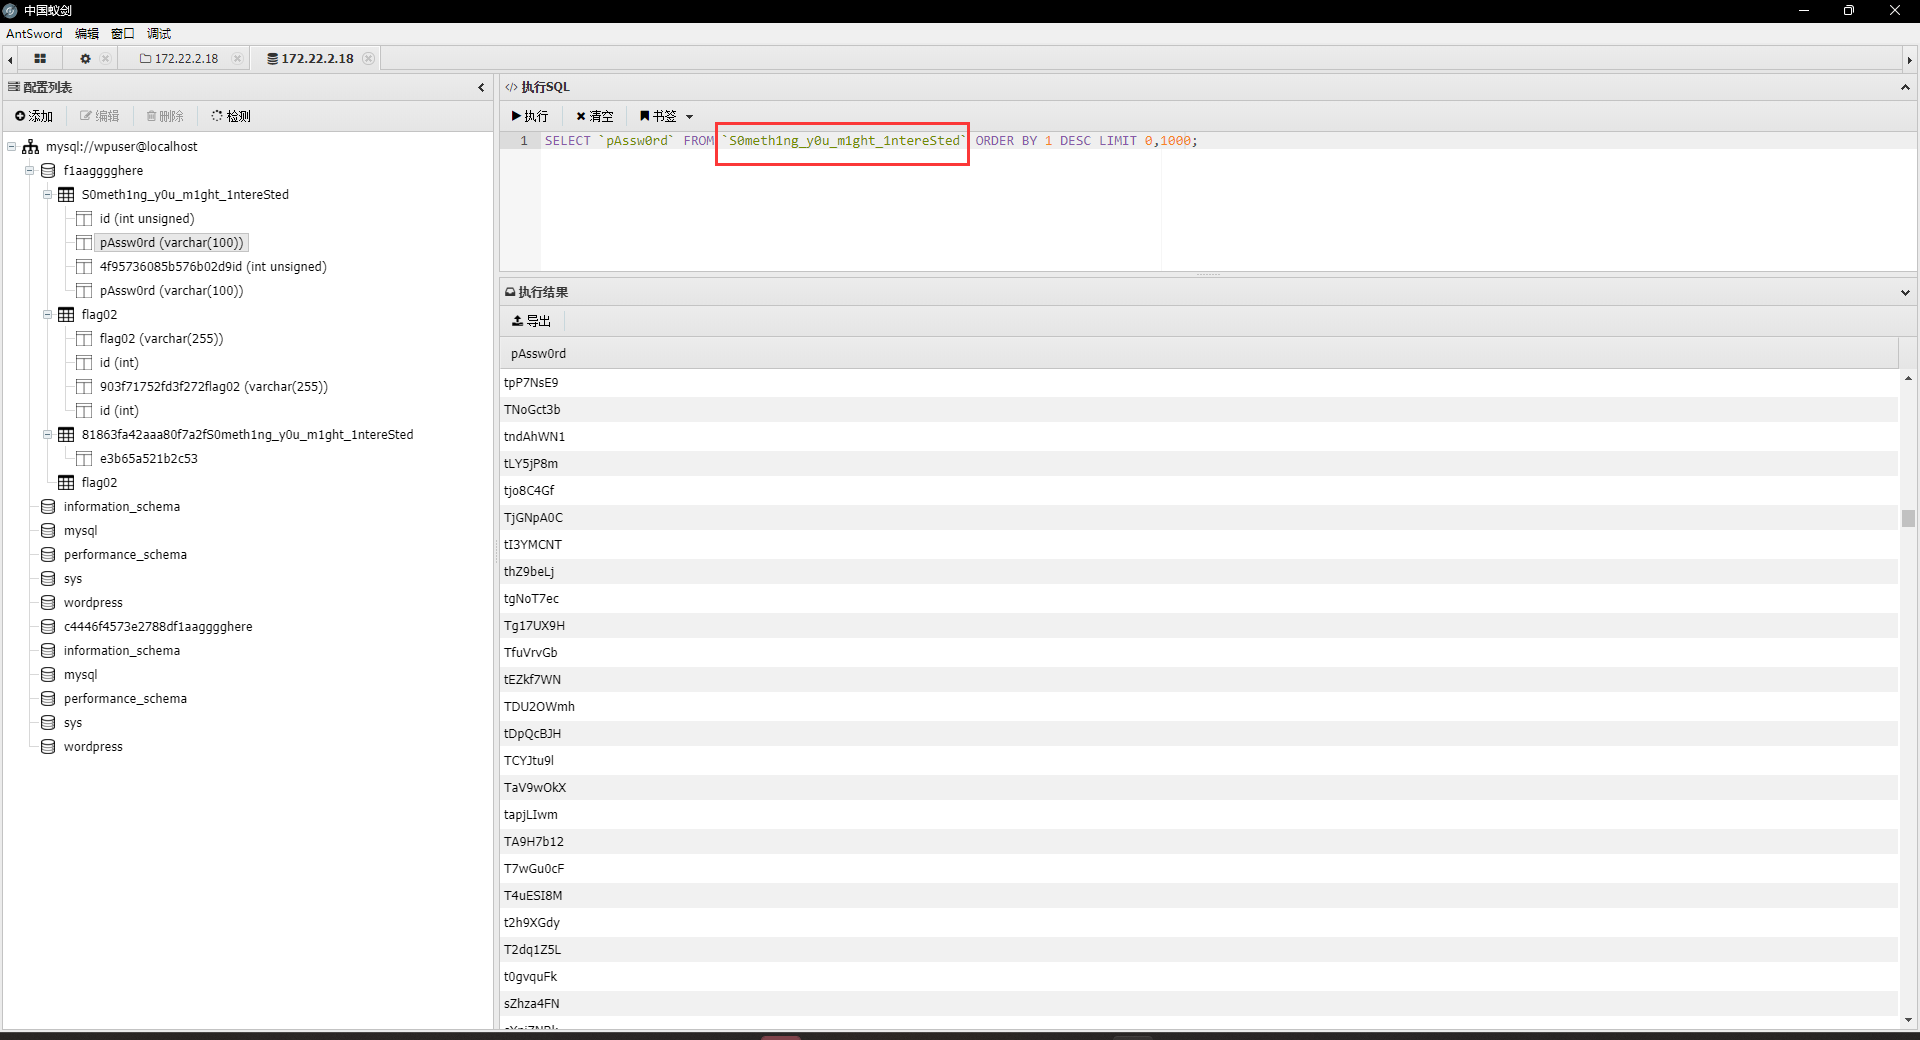 中国蚁剑
AntSword 编辑 窗口 调试
172.22.2.18 172.22.2.18
配置列表
添加 编辑 删除 检测
mysql://wpuser@localhost
f1aagggghere
S0meth1ng_y0u_m1ght_1ntereSted
id (int unsigned)
pAssw0rd (varchar(100))
4f95736085b576b02d9id (int unsigned)
pAssw0rd (varchar(100))
flag02
flag02 (varchar(255))
id (int)
903f71752fd3f272flag02 (varchar(255))
id (int)
81863fa42aaa80f7a2fS0meth1ng_y0u_m1ght_1ntereSted
e3b65a521b2c53
flag02
information_schema
mysql
performance_schema
sys
wordpress
c4446f4573e2788df1aagggghere
information_schema
mysql
performance_schema
sys
wordpress
执行SQL
执行 清空 书签
1 SELECT `pAssw0rd` FROM `S0meth1ng_y0u_m1ght_1ntereSted` ORDER BY 1 DESC LIMIT 0,1000;
执行结果
导出
pAssw0rd
tpP7NsE9
TNoGct3b
tndAhWN1
tLY5jP8m
tjo8C4Gf
TjGNpA0C
tI3YMCNT
thZ9beLj
tgNoT7ec
Tg17UX9H
TfuVrvGb
tEZkf7WN
TDU2OWmh
tDpQcBJH
TCYJtu9l
TaV9wOkX
tapjLIwm
TA9H7b12
T7wGu0cF
T4uESI8M
t2h9XGdy
T2dq1Z5L
t0gvquFk
sZhza4FN